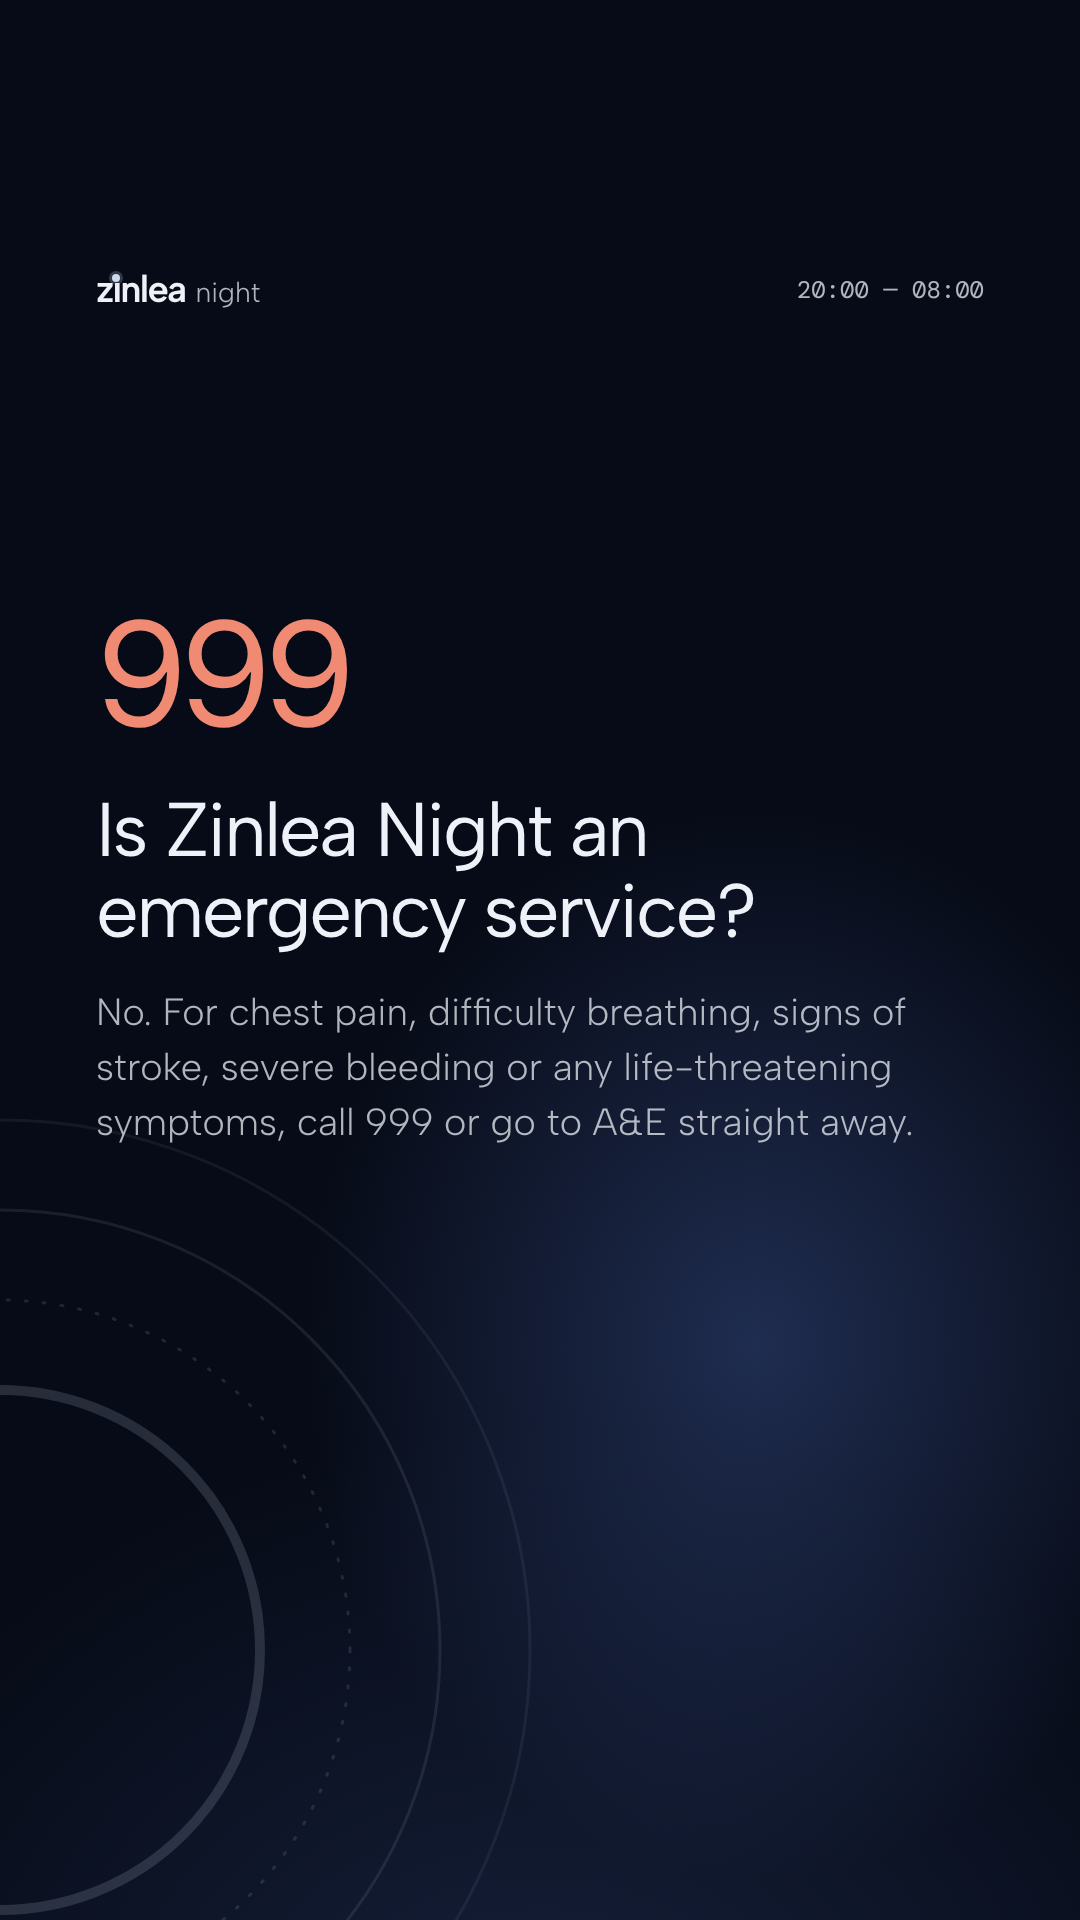 zinlea night
20:00 — 08:00
999
Is Zinlea Night an
emergency service?
No. For chest pain, difficulty breathing, signs of
stroke, severe bleeding or any life-threatening
symptoms, call 999 or go to A&E straight away.